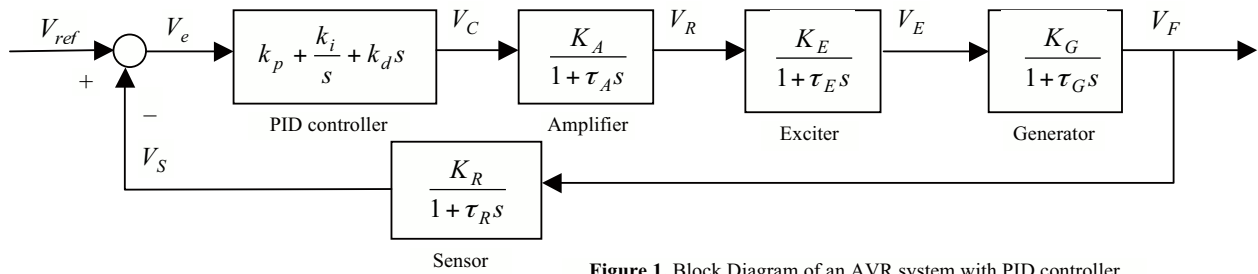 V_ref
+
−
V_e
k_p + k_i/s + k_d s
PID controller
V_C
K_A/(1 + τ_A s)
Amplifier
V_R
K_E/(1 + τ_E s)
Exciter
V_E
K_G/(1 + τ_G s)
Generator
V_F
V_S
K_R/(1 + τ_R s)
Sensor
Figure 1. Block Diagram of an AVR system with PID controller